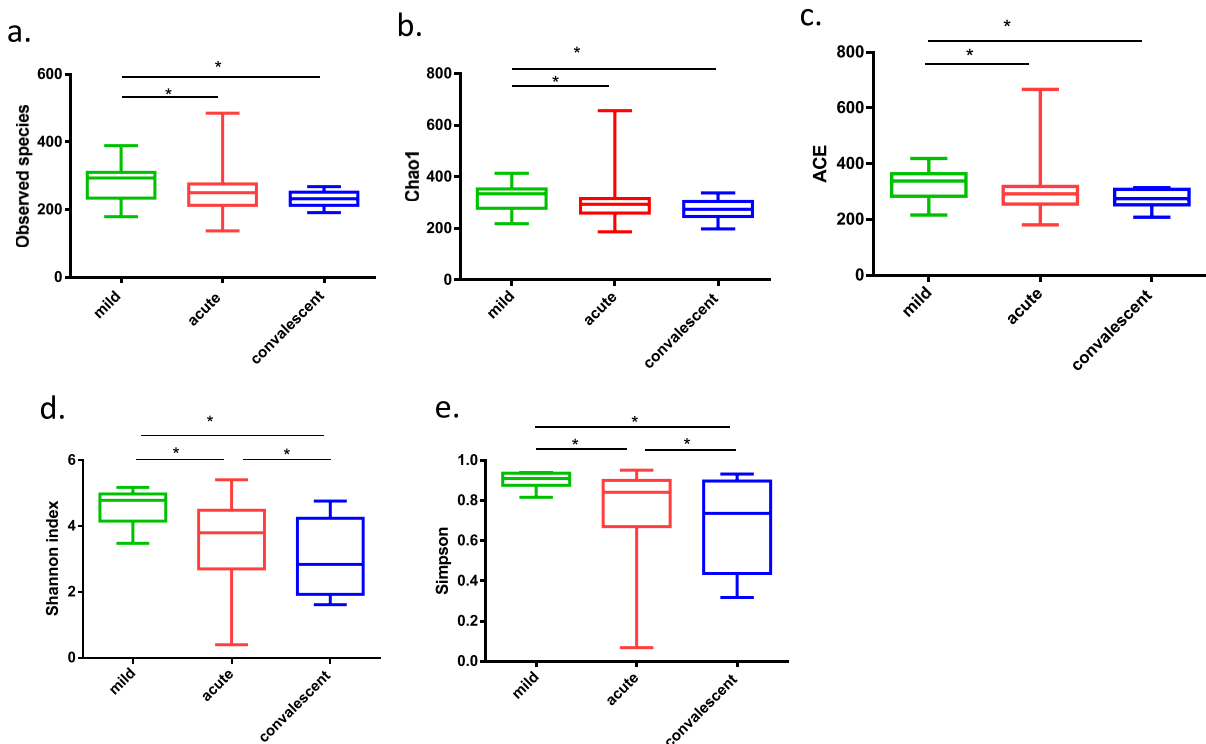 a.
*
*
600
400
200
0
Observed species
mild
acute
convalescent
b.
*
*
800
600
400
200
0
Chao1
mild
acute
convalescent
c.
*
*
800
600
400
200
0
ACE
mild
acute
convalescent
d.
*
*
*
6
4
2
0
Shannon index
mild
acute
convalescent
e.
*
*
*
1.0
0.8
0.6
0.4
0.2
0.0
Simpson
mild
acute
convalescent